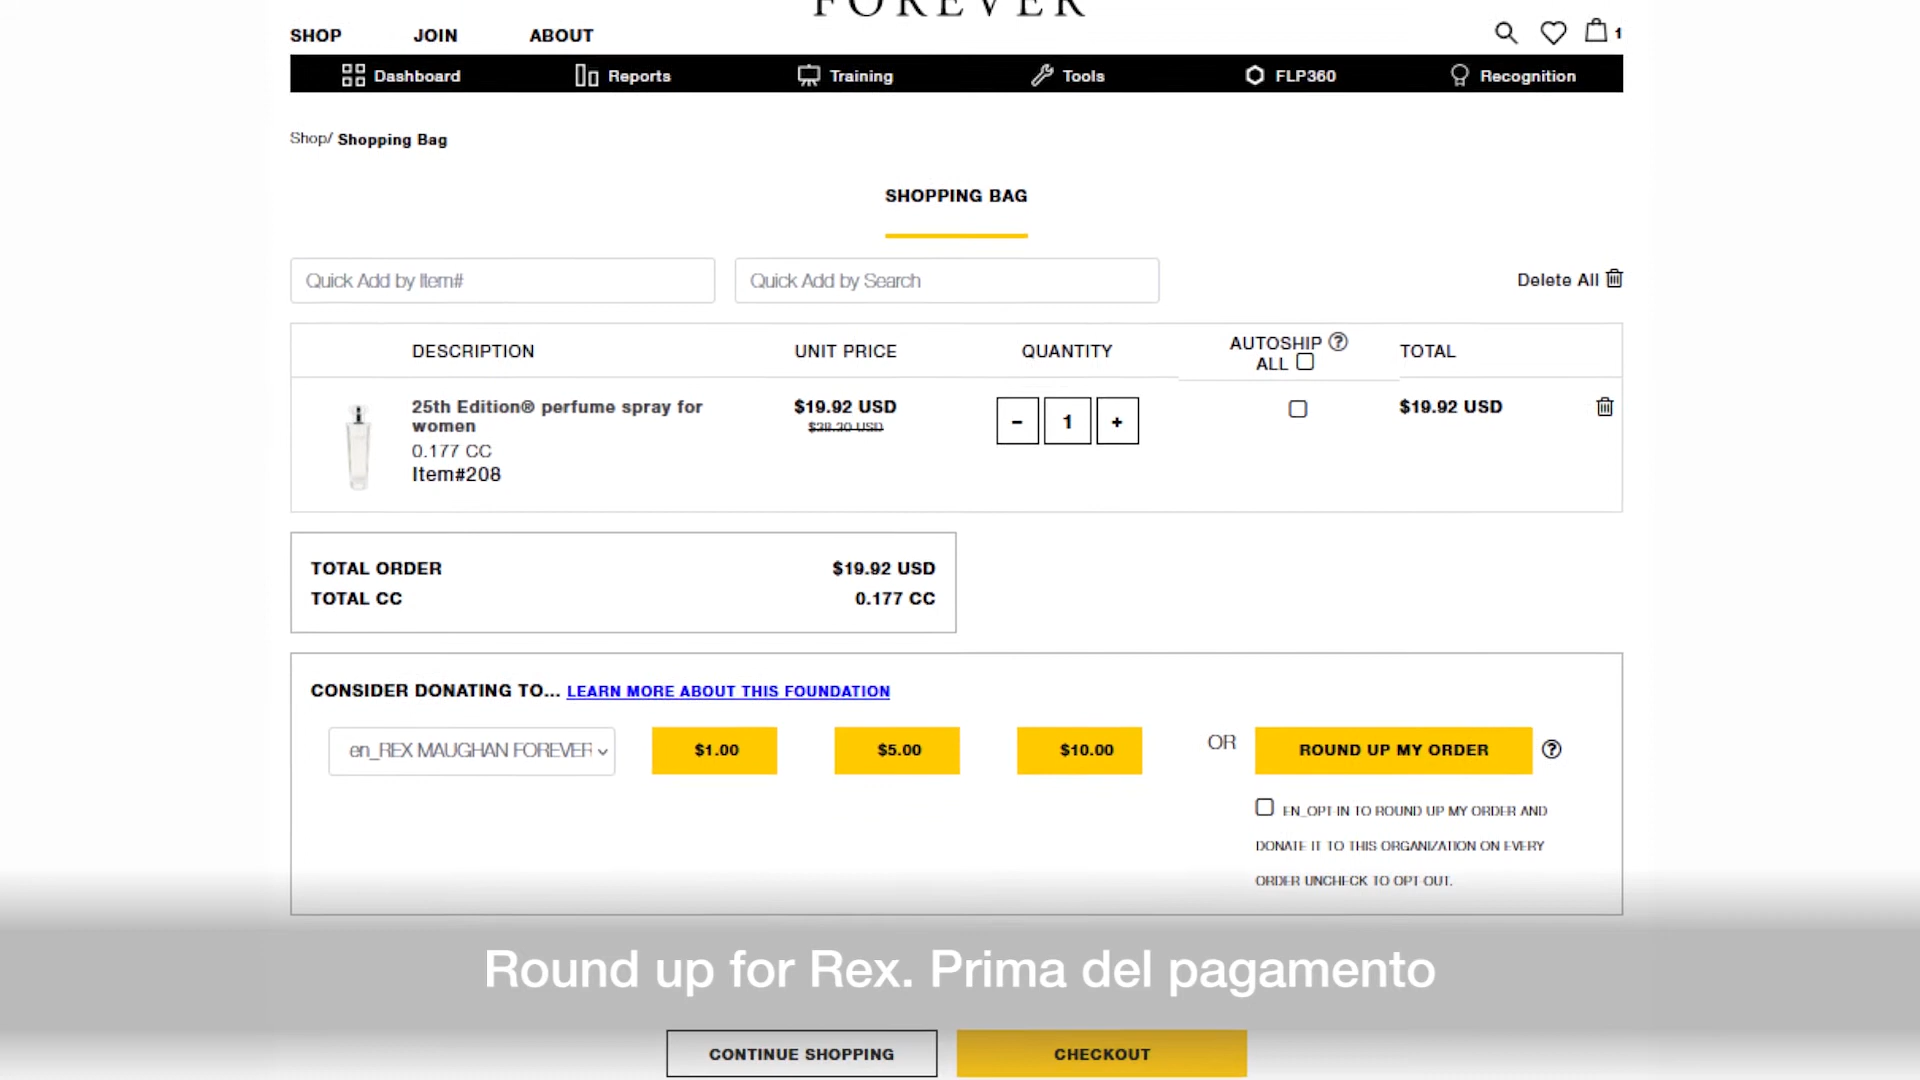 FOREVER
SHOP JOIN ABOUT 1
Dashboard Reports Training Tools FLP360 Recognition
Shop/ Shopping Bag
SHOPPING BAG
Quick Add by Item# Quick Add by Search Delete All
DESCRIPTION UNIT PRICE QUANTITY AUTOSHIP ? TOTAL
ALL
25th Edition® perfume spray for $19.92 USD - 1 + $19.92 USD
women $38.30 USD
0.177 CC
Item#208
TOTAL ORDER $19.92 USD
TOTAL CC 0.177 CC
CONSIDER DONATING TO... LEARN MORE ABOUT THIS FOUNDATION
en_REX MAUGHAN FOREVER $1.00 $5.00 $10.00 OR ROUND UP MY ORDER ?
EN_OPT-IN TO ROUND UP MY ORDER AND
DONATE IT TO THIS ORGANIZATION ON EVERY
ORDER UNCHECK TO OPT-OUT.
Round up for Rex. Prima del pagamento
CONTINUE SHOPPING CHECKOUT